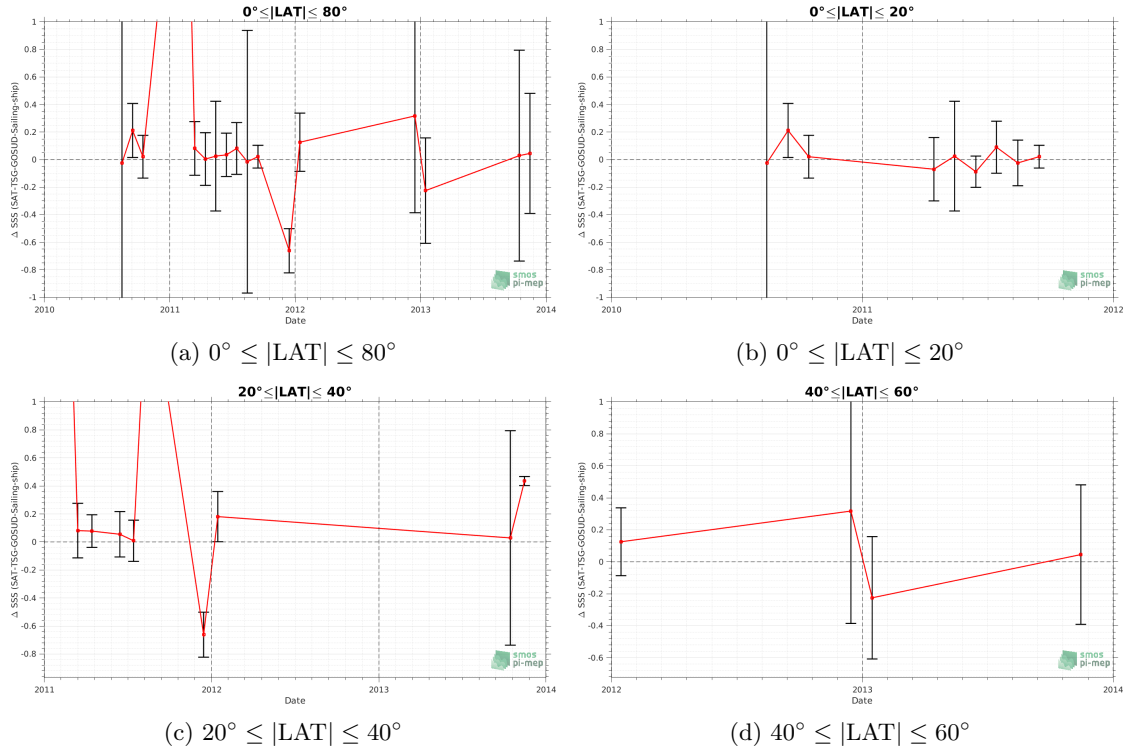 0°≤|LAT|≤ 80°
Δ SSS (SAT-TSG-GOSUD-Sailing-ship)
1
0.8
0.6
0.4
0.2
0
-0.2
-0.4
-0.6
-0.8
-1
2010
2011
2012
2013
2014
Date
smos
pi-mep
(a) 0° ≤ |LAT| ≤ 80°
0°≤|LAT|≤ 20°
Δ SSS (SAT-TSG-GOSUD-Sailing-ship)
1
0.8
0.6
0.4
0.2
0
-0.2
-0.4
-0.6
-0.8
-1
2010
2011
2012
Date
smos
pi-mep
(b) 0° ≤ |LAT| ≤ 20°
20°≤|LAT|≤ 40°
Δ SSS (SAT-TSG-GOSUD-Sailing-ship)
1
0.8
0.6
0.4
0.2
0
-0.2
-0.4
-0.6
-0.8
2011
2012
2013
2014
Date
smos
pi-mep
(c) 20° ≤ |LAT| ≤ 40°
40°≤|LAT|≤ 60°
Δ SSS (SAT-TSG-GOSUD-Sailing-ship)
1
0.8
0.6
0.4
0.2
0
-0.2
-0.4
-0.6
2012
2013
2014
Date
smos
pi-mep
(d) 40° ≤ |LAT| ≤ 60°